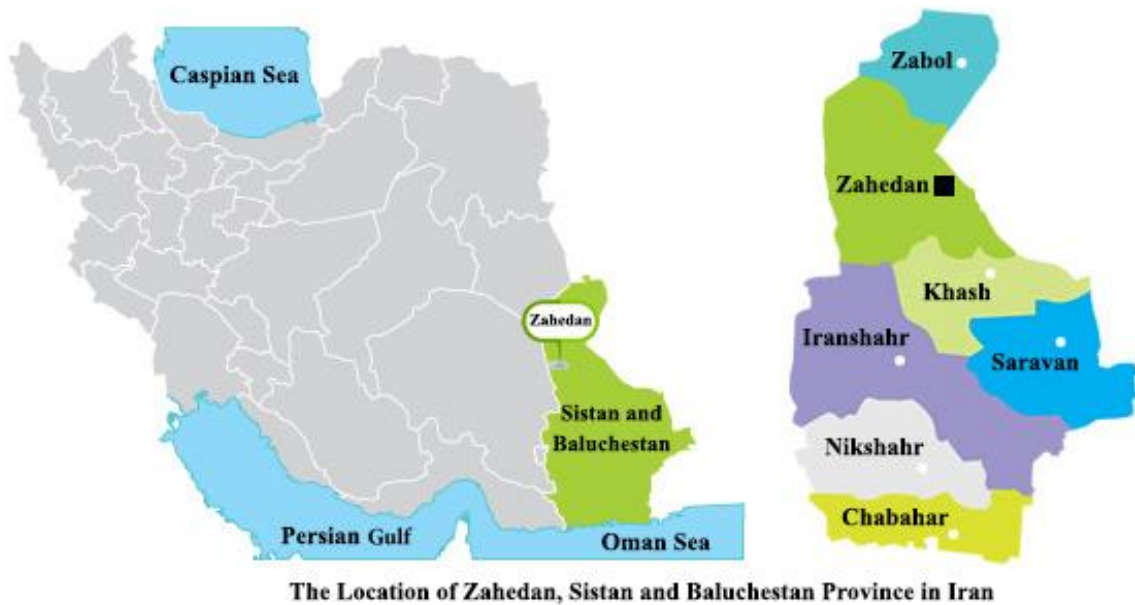 Caspian Sea
Zahedan
Sistan and
Baluchestan
Persian Gulf
Oman Sea
Zabol
Zahedan
Khash
Iranshahr
Saravan
Nikshahr
Chabahar
The Location of Zahedan, Sistan and Baluchestan Province in Iran